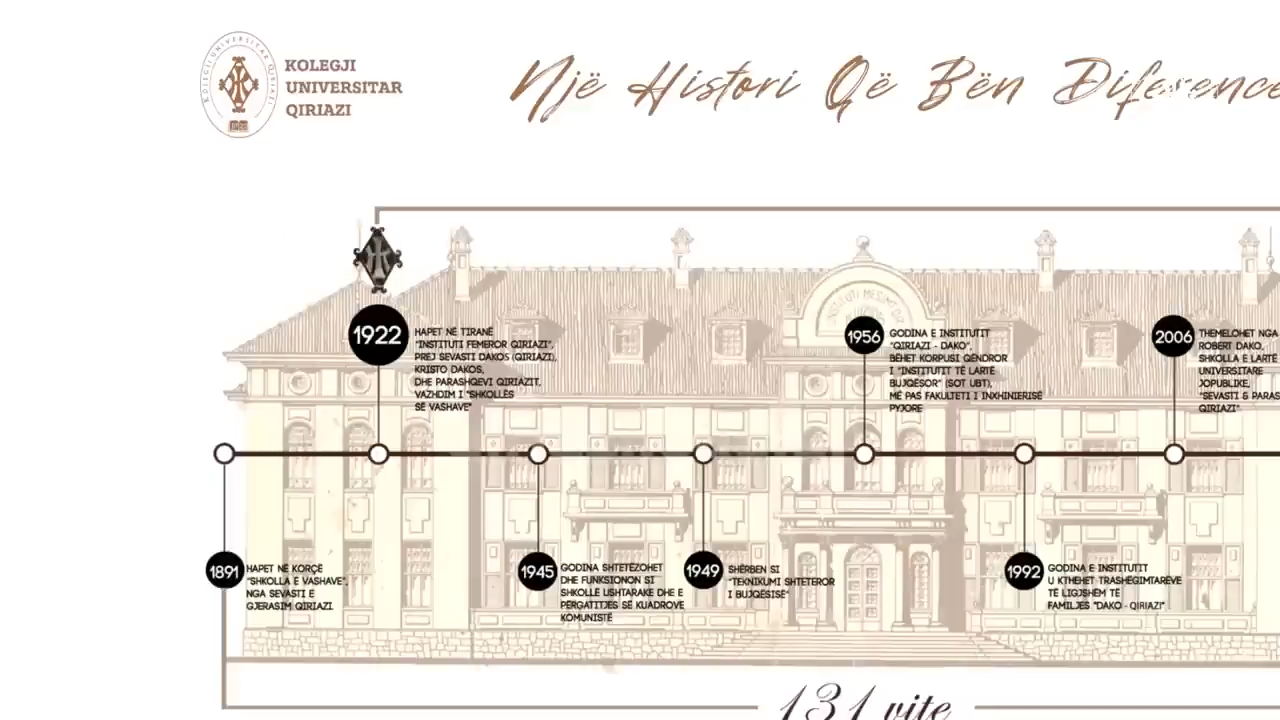 KOLEGJI
UNIVERSITAR
QIRIAZI
Një Histori Që Bën Diference
1922
HAPET NË TIRANË
"INSTITUTI FEMEROR QIRIAZI",
PREJ SEVASTI DAKOS (QIRIAZI),
KRISTO DAKOS,
DHE PARASHQEVI QIRIAZIT,
VAZHDIM I "SHKOLLËS
SË VASHAVE"
1956
GODINA E INSTITUTIT
"QIRIAZI - DAKO",
BËHET KORPUSI QËNDROR
I "INSTITUTIT TË LARTË
BUJQËSOR" (SOT UBT),
MË PAS FAKULTETI I INXHINIERISË
PYJORE
2006
THEMELOHET NGA
ROBERT DAKO,
SHKOLLA E LARTË
UNIVERSITARE
JOPUBLIKE,
"SEVASTI & PARAS
QIRIAZI"
1891
HAPET NË KORÇË
"SHKOLLA E VASHAVE",
NGA SEVASTI E
GJERASIM QIRIAZI
1945
GODINA SHTETËZOHET
DHE FUNKSIONON SI
SHKOLLË USHTARAKE DHE E
PËRGATITJES SË KUADROVE
KOMUNISTË
1949
SHËRBEN SI
"TEKNIKUMI SHTETËROR
I BUJQËSISË"
1992
GODINA E INSTITUTIT
U KTHEHET TRASHËGIMTARËVE
TË LIGJSHËM TË
FAMILJES "DAKO - QIRIAZI"
131 vite